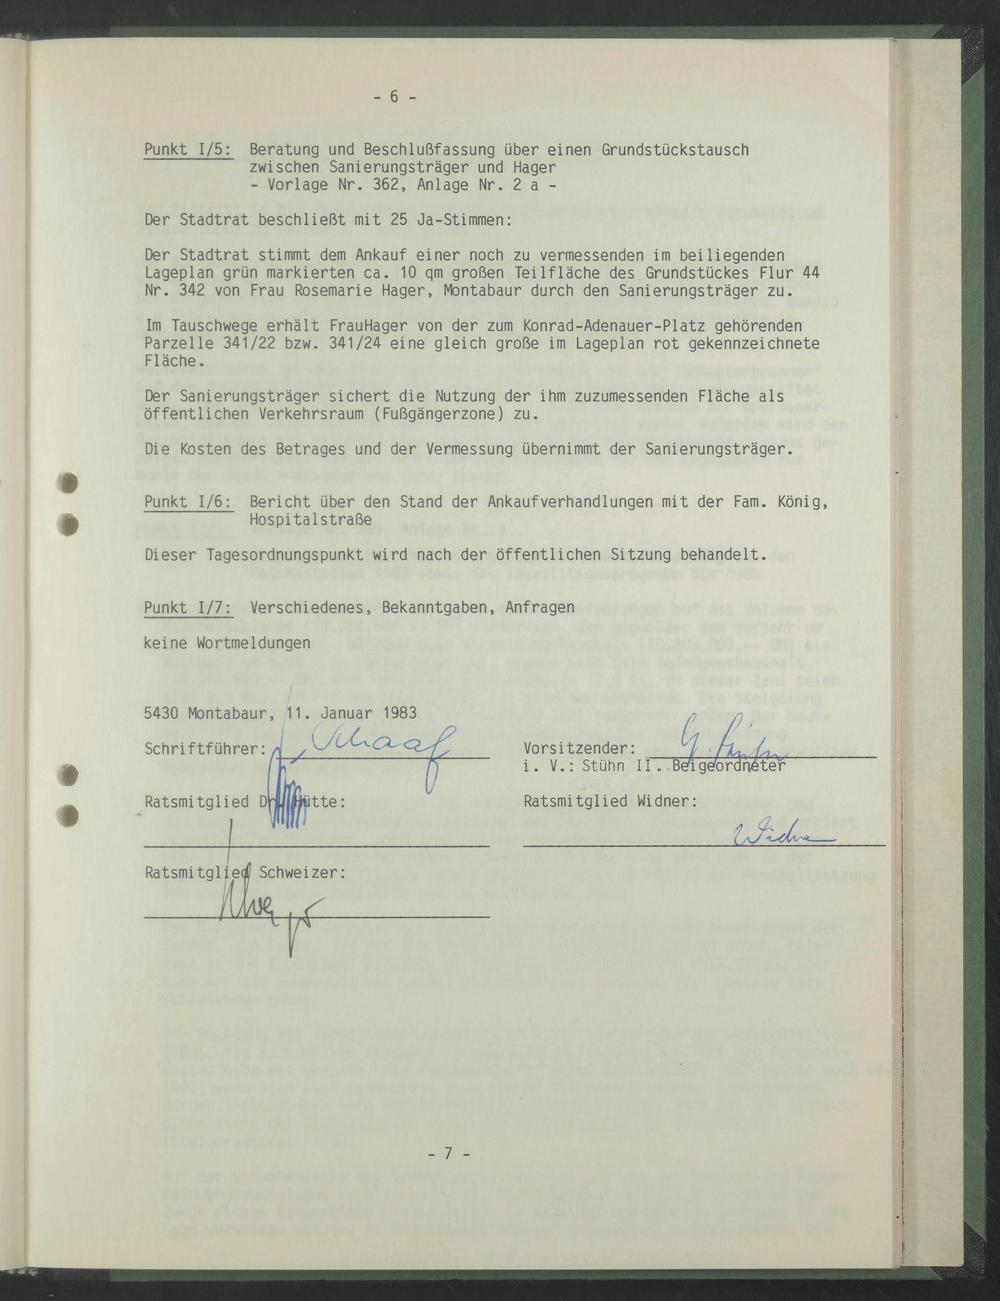 - 6 -
Punkt I/5: Beratung und Beschlußfassung über einen Grundstückstausch
zwischen Sanierungsträger und Hager
- Vorlage Nr. 362, Anlage Nr. 2 a -
Der Stadtrat beschließt mit 25 Ja-Stimmen:
Der Stadtrat stimmt dem Ankauf einer noch zu vermessenden im beiliegenden
Lageplan grün markierten ca. 10 qm großen Teilfläche des Grundstückes Flur 44
Nr. 342 von Frau Rosemarie Hager, Montabaur durch den Sanierungsträger zu.
Im Tauschwege erhält FrauHager von der zum Konrad-Adenauer-Platz gehörenden
Parzelle 341/22 bzw. 341/24 eine gleich große im Lageplan rot gekennzeichnete
Fläche.
Der Sanierungsträger sichert die Nutzung der ihm zuzumessenden Fläche als
öffentlichen Verkehrsraum (Fußgängerzone) zu.
Die Kosten des Betrages und der Vermessung übernimmt der Sanierungsträger.
Punkt I/6: Bericht über den Stand der Ankaufverhandlungen mit der Fam. König,
Hospitalstraße
Dieser Tagesordnungspunkt wird nach der öffentlichen Sitzung behandelt.
Punkt I/7: Verschiedenes, Bekanntgaben, Anfragen
keine Wortmeldungen
5430 Montabaur, 11. Januar 1983
Schriftführer: Schaaf
Vorsitzender:
i. V.: Stühn II. Beigeordneter
Ratsmitglied Dr. Hütte:
Ratsmitglied Widner:
Widner
Ratsmitglied Schweizer:
- 7 -